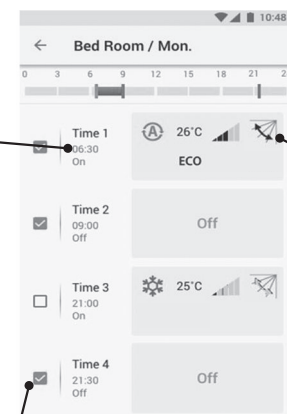 10:48
Bed Room / Mon.
0 3 6 9 12 15 18 21 2
Time 1
06:30
On
A 26°C
ECO
Time 2
09:00
Off
Off
Time 3
21:00
On
25°C
Time 4
21:30
Off
Off